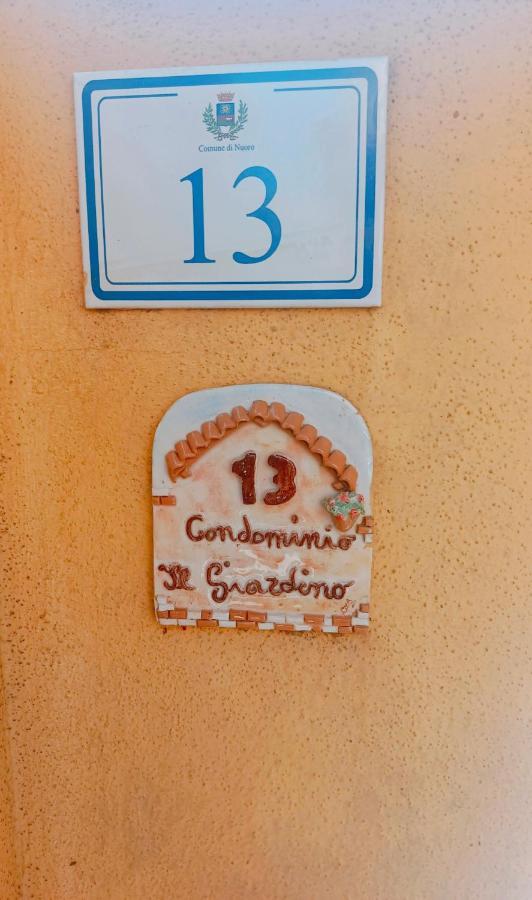 Comune di Nuoro
13
13
Condominio
Il Giardino